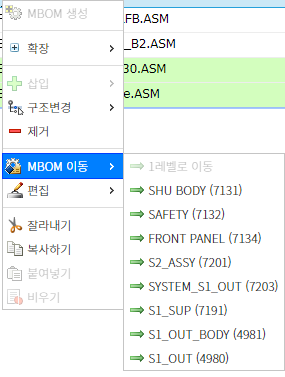 MBOM 생성
확장
삽입
구조변경
제거
MBOM 이동
편집
잘라내기
복사하기
붙여넣기
비우기
.FB.ASM
_B2.ASM
30.ASM
e.ASM
1레벨로 이동
SHU BODY (7131)
SAFETY (7132)
FRONT PANEL (7134)
S2_ASSY (7201)
SYSTEM_S1_OUT (7203)
S1_SUP (7191)
S1_OUT_BODY (4981)
S1_OUT (4980)